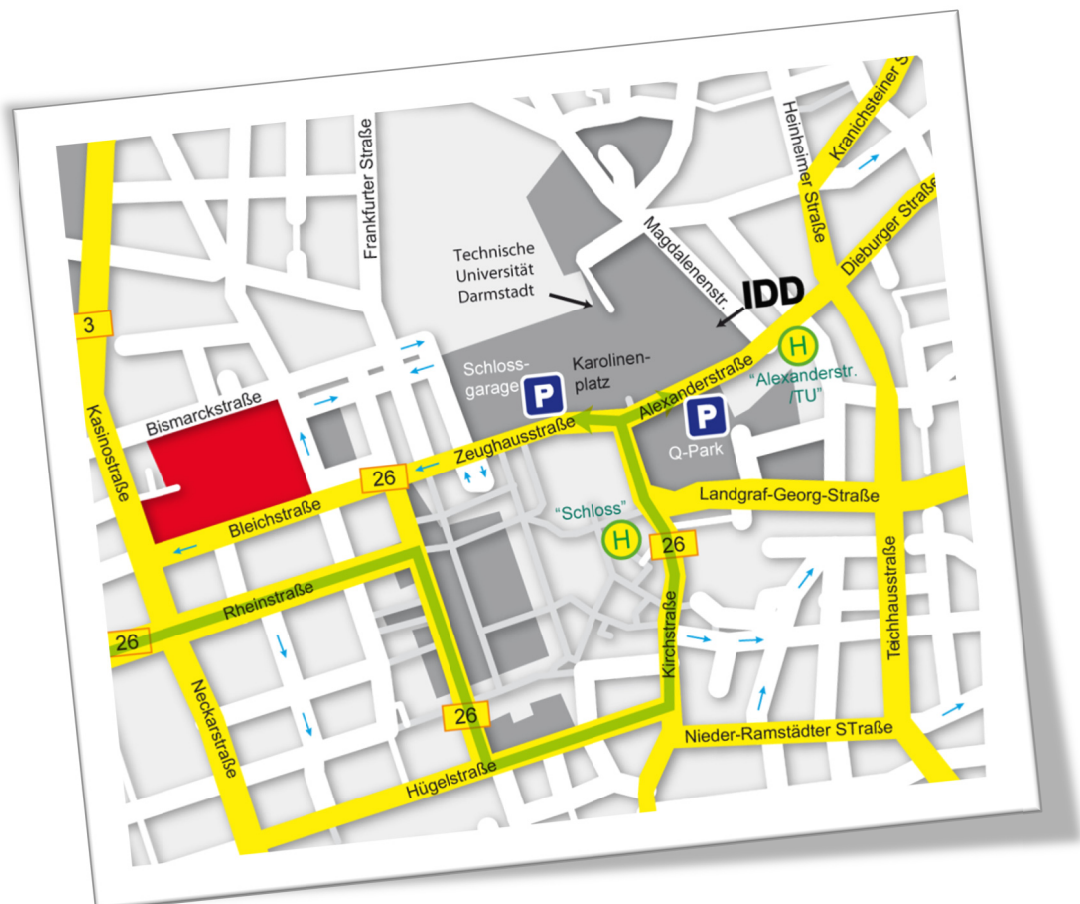 Kranichsteiner S
Heinheimer Straße
Frankfurter Straße
Dieburger Straße
Magdalenenstr.
Technische
Universität
Darmstadt
IDD
3
H
"Alexanderstr.
/TU"
Karolinen-
platz
Schloss-
garage
P
Alexanderstraße
P
Q-Park
Bismarckstraße
Kasinostraße
Zeughausstraße
26
Bleichstraße
Landgraf-Georg-Straße
"Schloss"
H
26
Rheinstraße
26
Kirchstraße
Teichhausstraße
Neckarstraße
26
Nieder-Ramstädter STraße
Hügelstraße